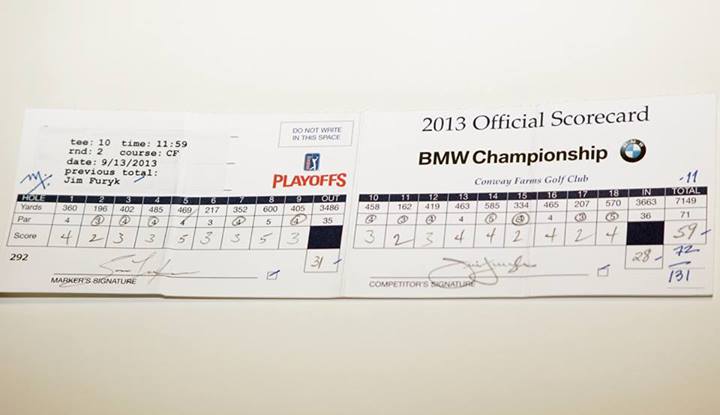 tee: 10 time: 11:59
rnd: 2 course: CF
date: 9/13/2013
previous total:
Jim Furyk
DO NOT WRITE
IN THIS SPACE
PLAYOFFS
HOLE 1 2 3 4 5 6 7 8 9 OUT
Yards 360 196 402 485 469 217 352 600 405 3486
Par 4 3 4 4 4 3 4 5 4 35
Score 4 2 3 3 5 3 3 5 3
31
292
MARKER'S SIGNATURE
2013 Official Scorecard
BMW Championship
BMW
Conway Farms Golf Club
-11
10 11 12 13 14 15 16 17 18 IN TOTAL
458 162 419 463 585 334 465 207 570 3663 7149
4 3 4 4 5 4 4 3 5 36 71
3 2 3 4 4 2 4 2 4 59
28
72
131
COMPETITOR'S SIGNATURE